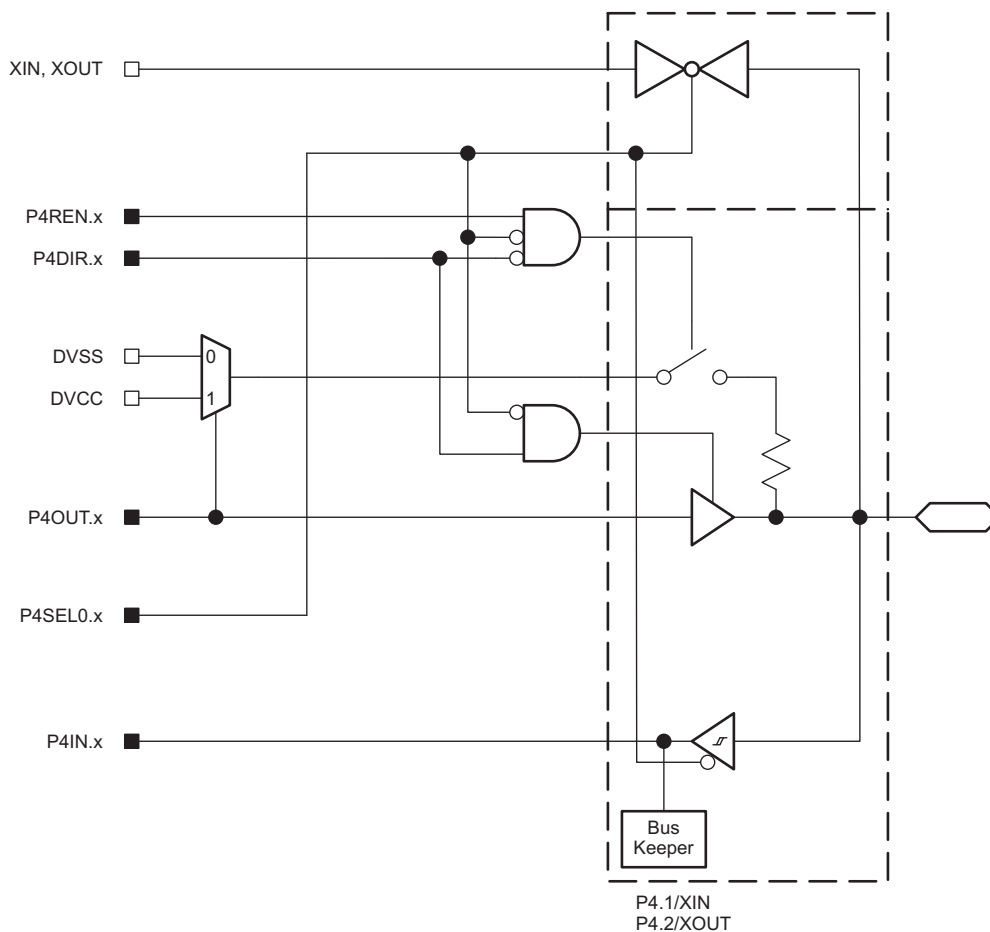 XIN, XOUT
P4REN.x
P4DIR.x
DVSS
0
DVCC
1
P4OUT.x
P4SEL0.x
P4IN.x
Bus
Keeper
P4.1/XIN
P4.2/XOUT